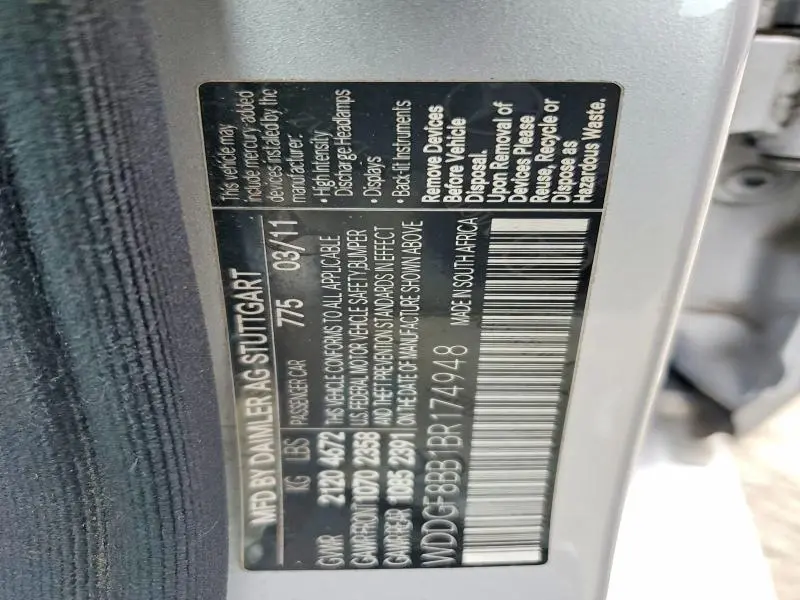 MFD BY DAIMLER AG STUTTGART
KG LBS PASSENGER CAR 775 03/11
GVWR 2120 4672
GAWR FRONT 1070 2358
GAWR REAR 1085 2391
THIS VEHICLE CONFORMS TO ALL APPLICABLE
U.S. FEDERAL MOTOR VEHICLE SAFETY, BUMPER
AND THEFT PREVENTION STANDARDS IN EFFECT
ON THE DATE OF MANUFACTURE SHOWN ABOVE
WDDGF8BB1BR174948 MADE IN SOUTH AFRICA
This vehicle may
include mercury-added
devices installed by the
manufacturer:
• High Intensity
Discharge Headlamps
• Displays
• Back-lit Instruments
Remove Devices
Before Vehicle
Disposal.
Upon Removal of
Devices Please
Reuse, Recycle or
Dispose as
Hazardous Waste.